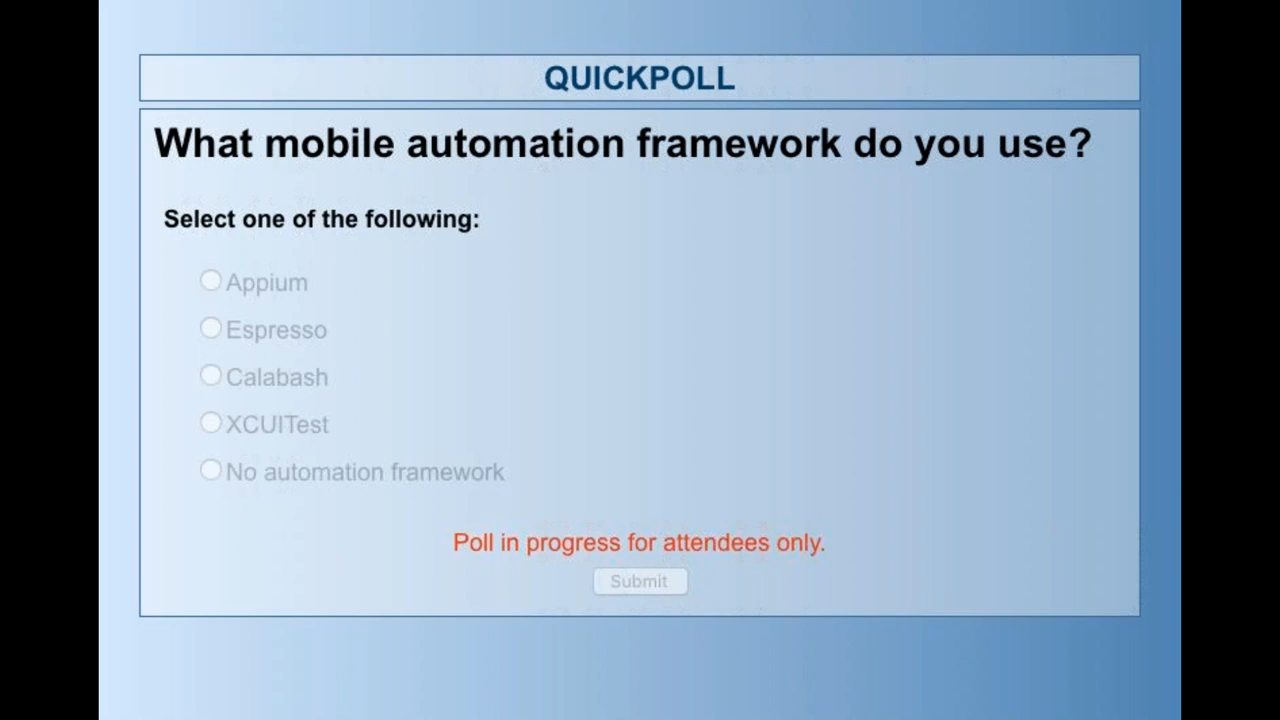 QUICKPOLL
What mobile automation framework do you use?
Select one of the following:
Appium
Espresso
Calabash
XCUITest
No automation framework
Poll in progress for attendees only.
Submit